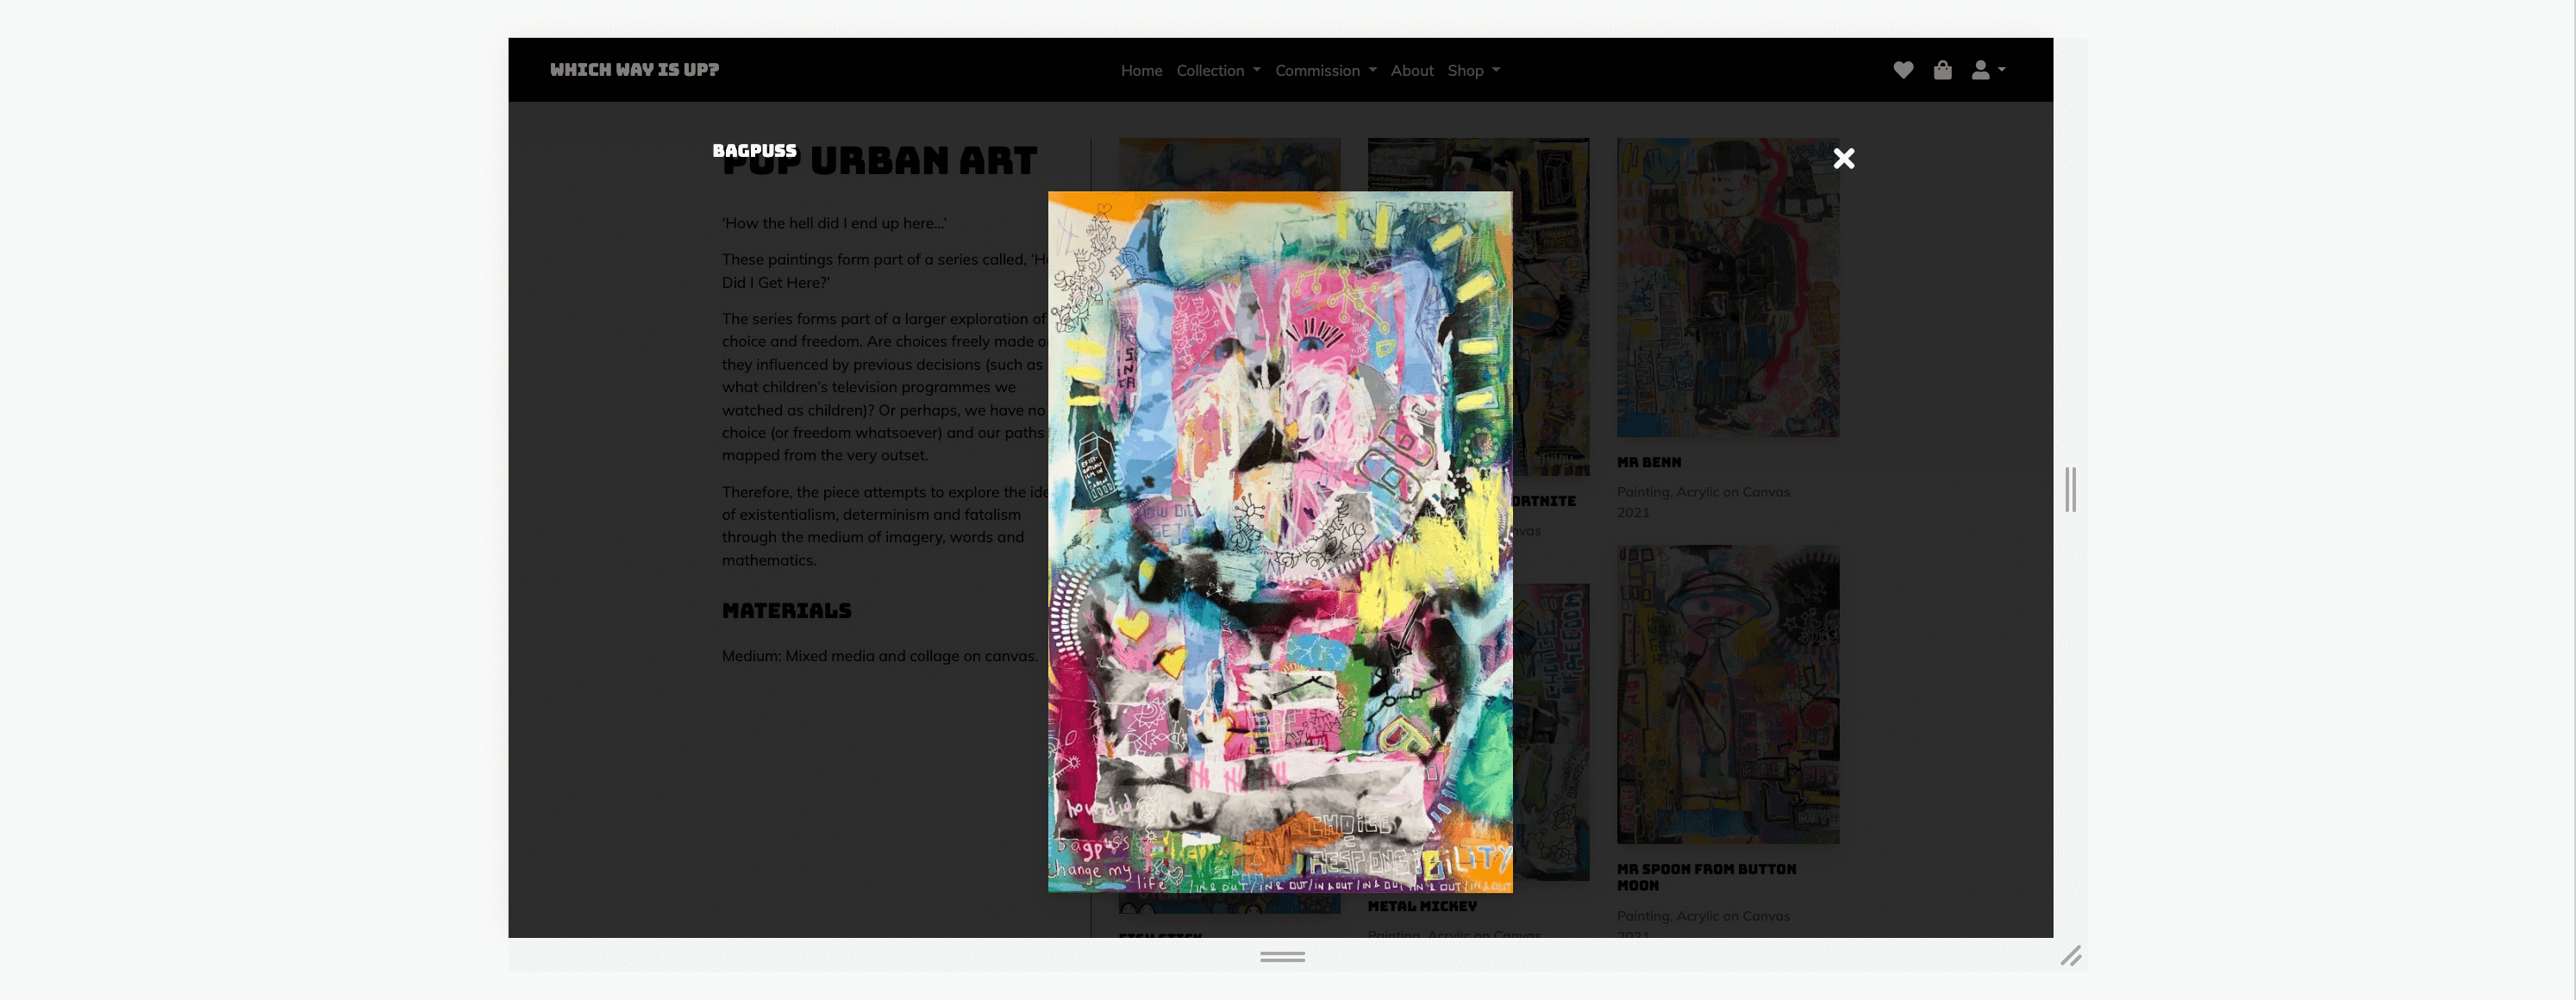 WHICH WAY IS UP?
Home Collection Commission About Shop
BAGPUSS
POP URBAN ART
‘How the hell did I end up here...’
These paintings form part of a series called, ‘H
Did I Get Here?’
The series forms part of a larger exploration of
choice and freedom. Are choices freely made o
they influenced by previous decisions (such as
what children's television programmes we
watched as children)? Or perhaps, we have no
choice (or freedom whatsoever) and our paths
mapped from the very outset.
Therefore, the piece attempts to explore the ide
of existentialism, determinism and fatalism
through the medium of imagery, words and
mathematics.
MATERIALS
Medium: Mixed media and collage on canvas.
how did
bagpuss
change my
life
CHOICE
=
RESPONSIBILITY
/IN & OUT/IN & OUT/IN & OUT/IN & OUT/IN & OUT/IN & OUT
FISH STICK
ORTNITE
nvas
CHOICE
FREEDOM
METAL MICKEY
Painting, Acrylic on Canvas
MR BENN
Painting, Acrylic on Canvas
2021
MR SPOON FROM BUTTON
MOON
Painting, Acrylic on Canvas
2021